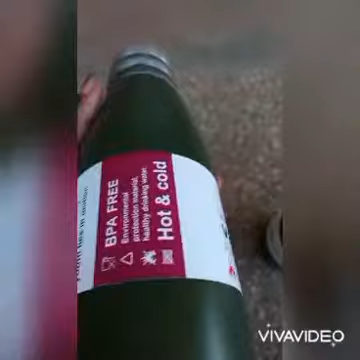 BPA FREE
Environmental
protection material,
healthy drinking water
Hot & cold
VIVAVIDEO